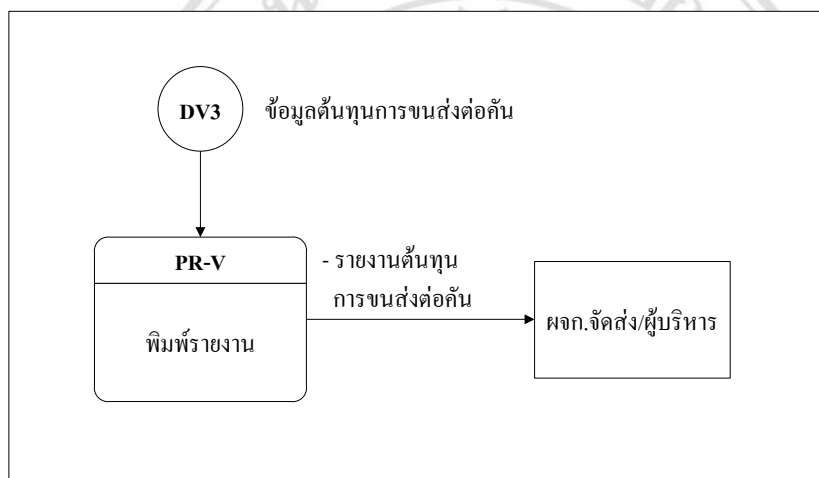 DV3
ข้อมูลต้นทุนการขนส่งต่อคัน
PR-V
พิมพ์รายงาน
- รายงานต้นทุน
การขนส่งต่อคัน
ผจก.จัดส่ง/ผู้บริหาร